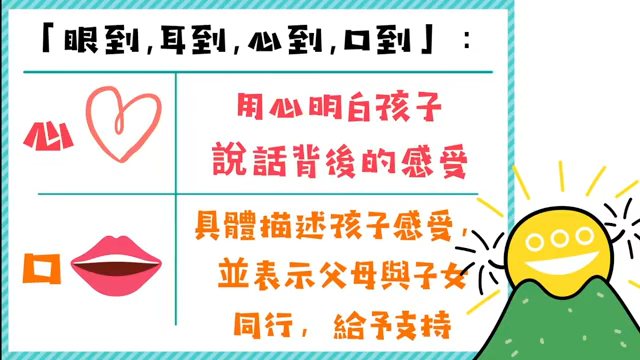 「眼到,耳到,心到,口到」:
心
用心明白孩子
說話背後的感受
口
具體描述孩子感受,
並表示父母與子女
同行，給予支持